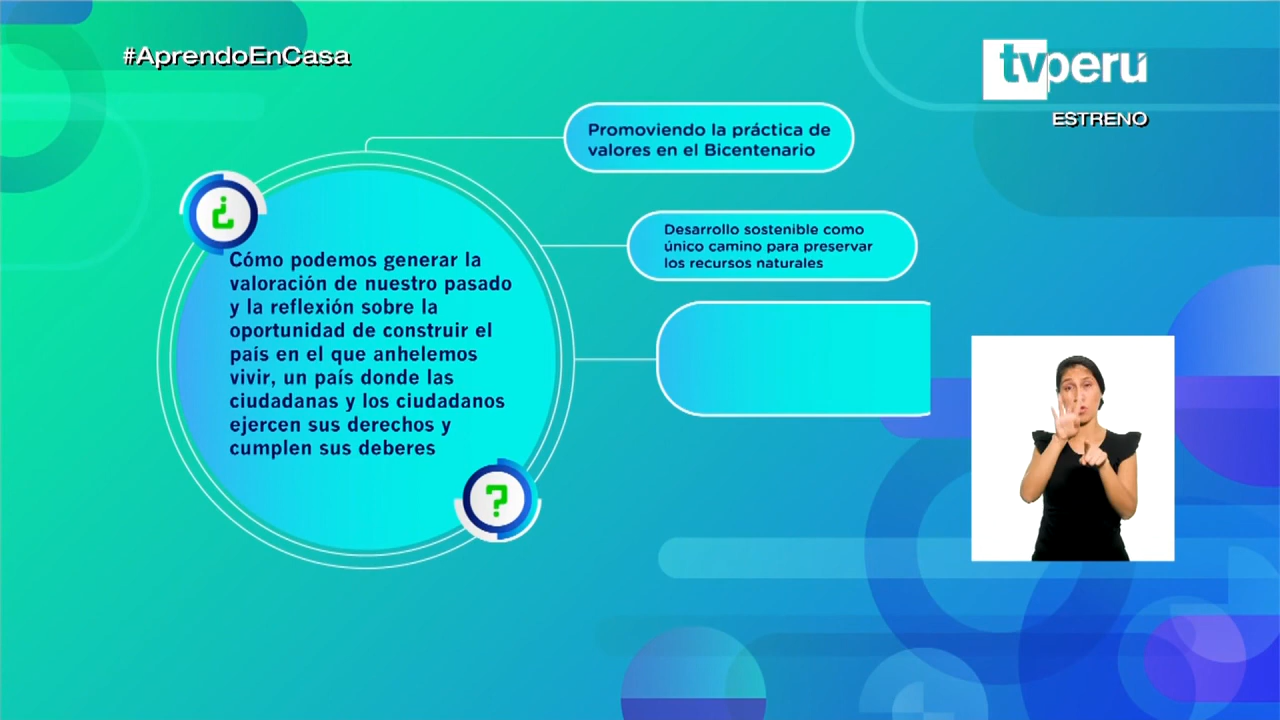 #AprendoEnCasa
tvperú
ESTRENO
Promoviendo la práctica de
valores en el Bicentenario
¿
Desarrollo sostenible como
único camino para preservar
los recursos naturales
Cómo podemos generar la
valoración de nuestro pasado
y la reflexión sobre la
oportunidad de construir el
país en el que anhelemos
vivir, un país donde las
ciudadanas y los ciudadanos
ejercen sus derechos y
cumplen sus deberes
?